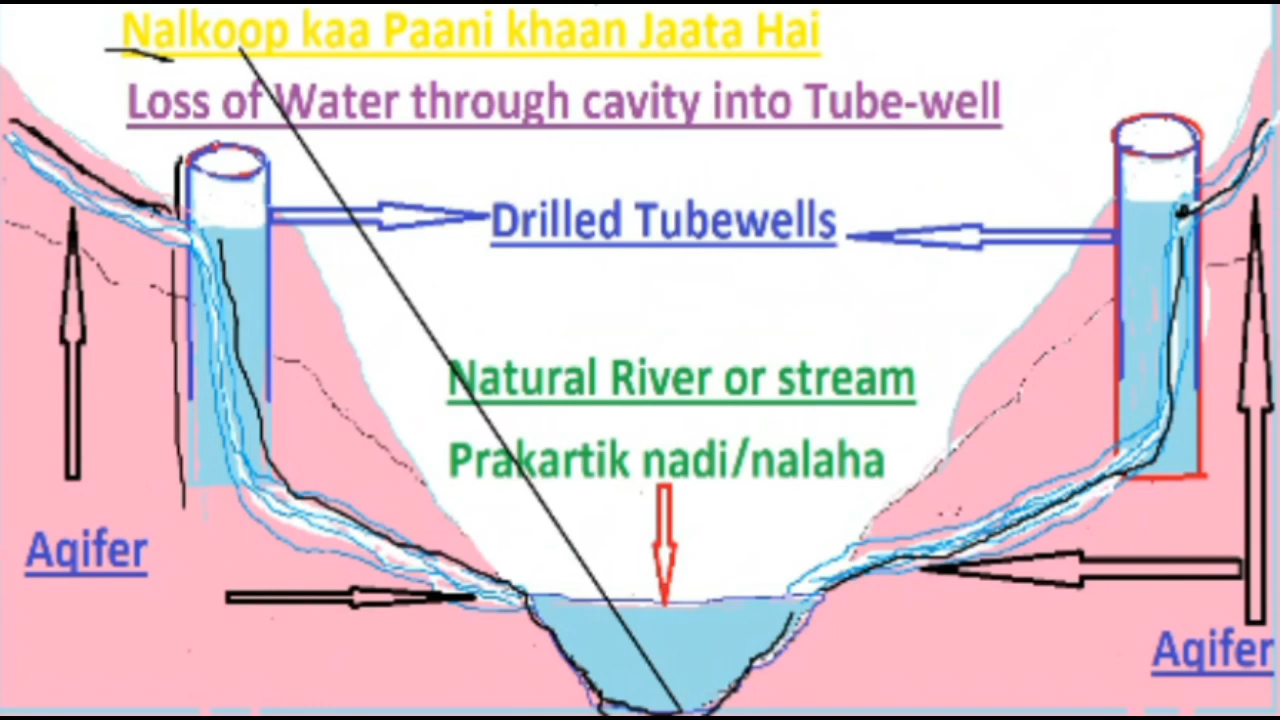 Nalkoop kaa Paani khaan Jaata Hai
Loss of Water through cavity into Tube-well
Drilled Tubewells
Natural River or stream
Prakartik nadi/nalaha
Aqifer
Aqifer